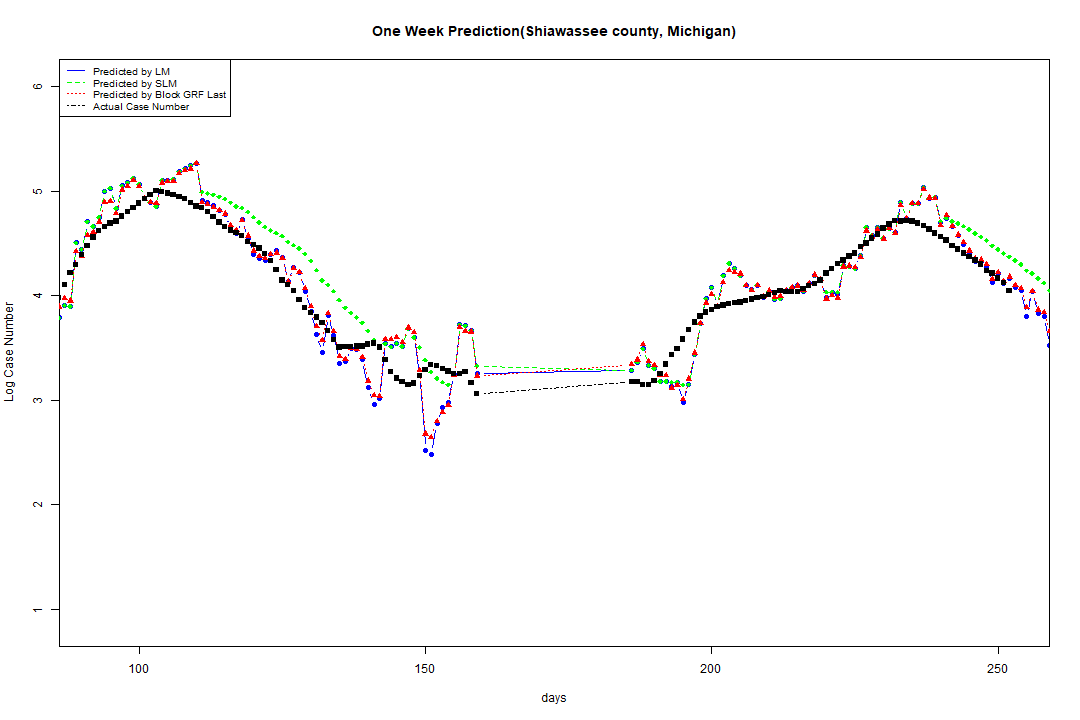 One Week Prediction(Shiawassee county, Michigan)
Predicted by LM
Predicted by SLM
Predicted by Block GRF Last
Actual Case Number
6
5
4
3
2
1
Log Case Number
100 150 200 250
days